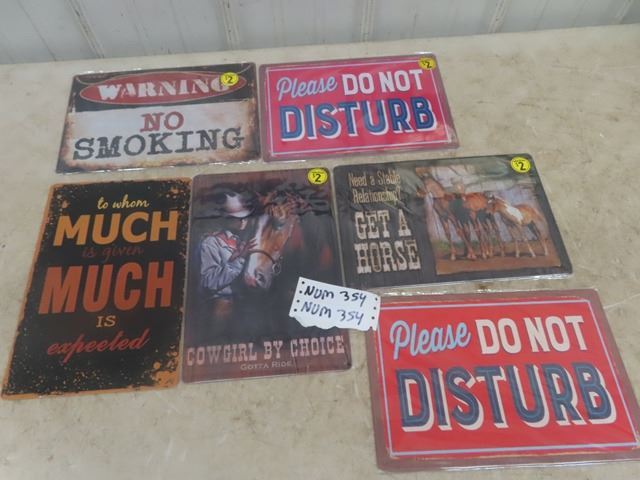 WARNING
NO
SMOKING
$2
Please DO NOT
DISTURB
$2
to whom
MUCH
is given
MUCH
IS
expected
$2
COWGIRL BY CHOICE
GOTTA RIDE
NUM 354
NUM 354
Need a Stable
Relationship?
GET A
HORSE
$2
Please DO NOT
DISTURB